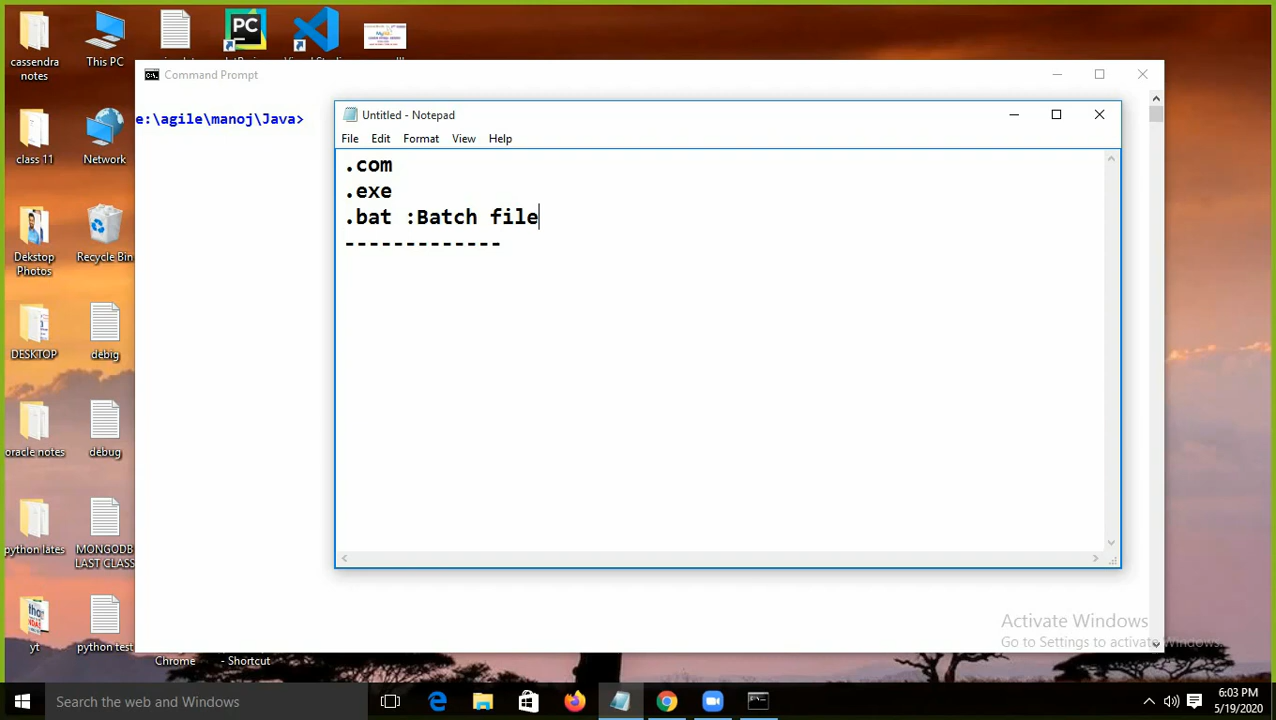 cassendra notes
This PC
class 11
Network
Dekstop Photos
Recycle Bin
DESKTOP
debig
oracle notes
debug
python lates
MONGODB LAST CLASS
yt
python test
Chrome
- Shortcut
PC
Command Prompt
e:\agile\manoj\Java>
Untitled - Notepad
File Edit Format View Help
.com
.exe
.bat :Batch file
-------------
Activate Windows
Go to Settings to activate Windows.
Search the web and Windows
6:03 PM
5/19/2020